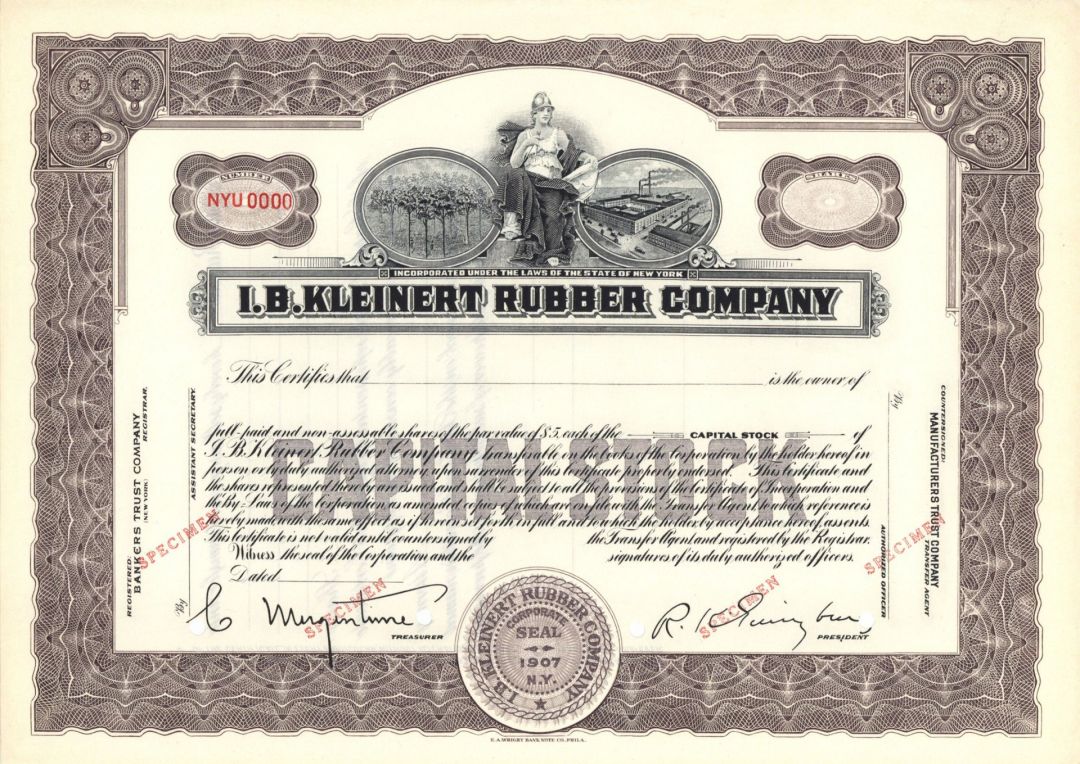 NUMBER
NYU 0000
SHARES
INCORPORATED UNDER THE LAWS OF THE STATE OF NEW YORK
I.B. KLEINERT RUBBER COMPANY
This Certifies that is the owner of
full-paid and non-assessable shares of the par value of $5. each of the CAPITAL STOCK of
I. B. Kleinert Rubber Company, transferable on the books of the Corporation by the holder hereof in
person or by duly authorized attorney, upon surrender of this Certificate properly endorsed. This Certificate and
the shares represented thereby are issued and shall be subject to all the provisions of the Certificate of Incorporation and
the By-Laws of the Corporation, as amended, copies of which are on file with the Transfer Agent, to which reference is
hereby made with the same effect as if herein set forth in full and to which the holder, by acceptance hereof, assents.
This certificate is not valid until countersigned by the Transfer Agent and registered by the Registrar.
Witness the seal of the Corporation and the signatures of its duly authorized officers.
Dated
CAPITAL STOCK
REGISTERED:
BANKERS TRUST COMPANY
(NEW YORK)
REGISTRAR.
By
ASSISTANT SECRETARY.
COUNTERSIGNED:
MANUFACTURERS TRUST COMPANY
TRANSFER AGENT
By
AUTHORIZED OFFICER
SPECIMEN
SPECIMEN
SPECIMEN
SPECIMEN
TREASURER
PRESIDENT
I. B. KLEINERT RUBBER COMPANY
CORPORATE
SEAL
1907
N.Y.
E.A. WRIGHT BANK NOTE CO. PHILA.